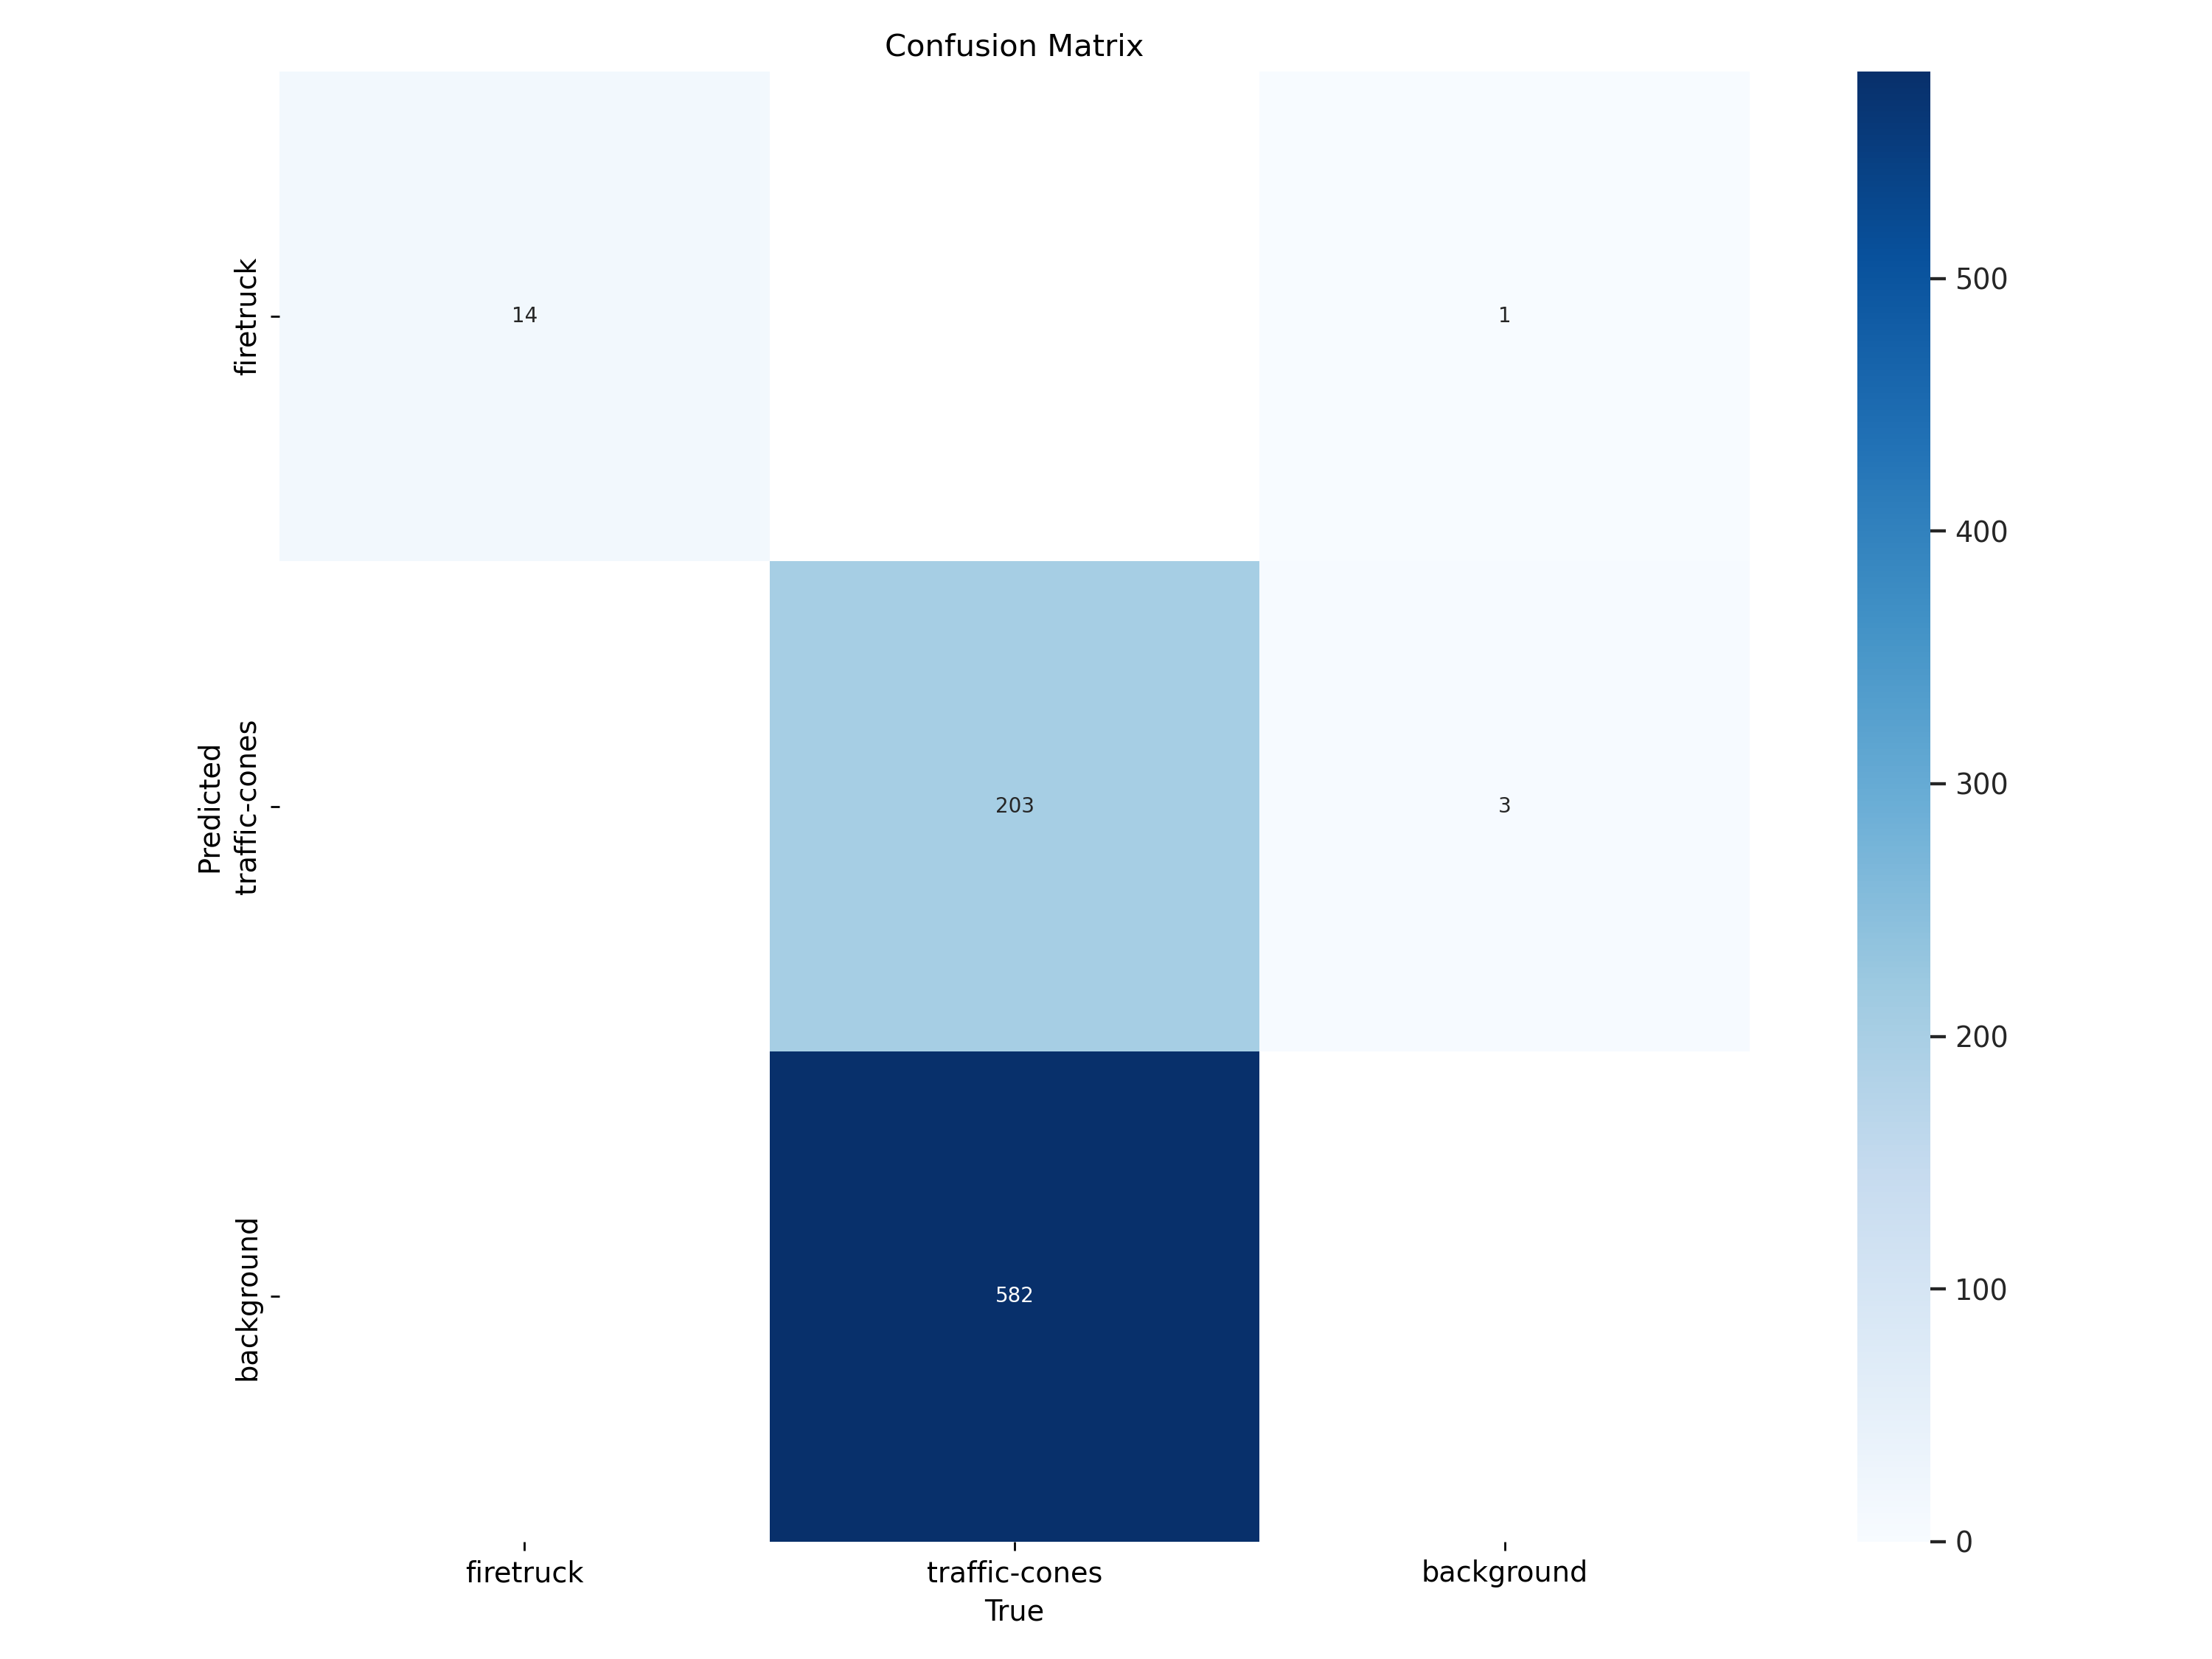 Confusion Matrix
firetruck
14
1
500
400
Predicted
traffic-cones
203
3
300
200
background
582
100
0
firetruck
traffic-cones
background
True